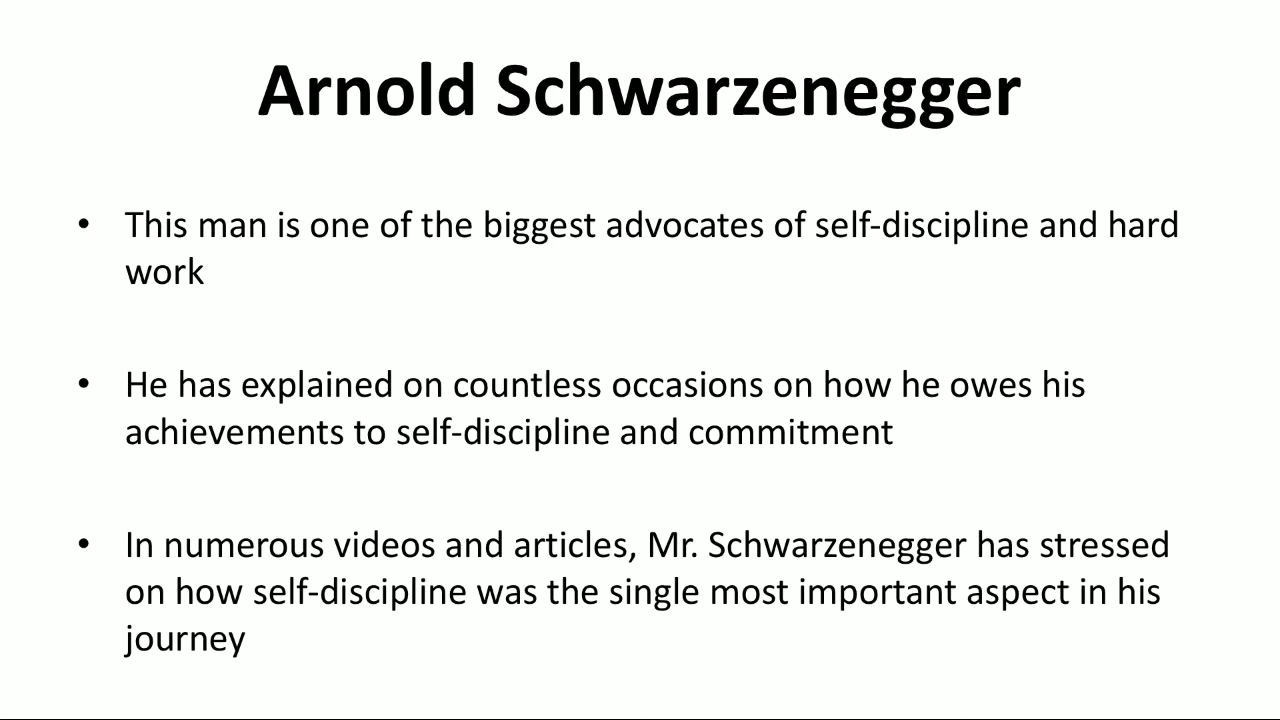 Arnold Schwarzenegger
• This man is one of the biggest advocates of self-discipline and hard
work
• He has explained on countless occasions on how he owes his
achievements to self-discipline and commitment
• In numerous videos and articles, Mr. Schwarzenegger has stressed
on how self-discipline was the single most important aspect in his
journey